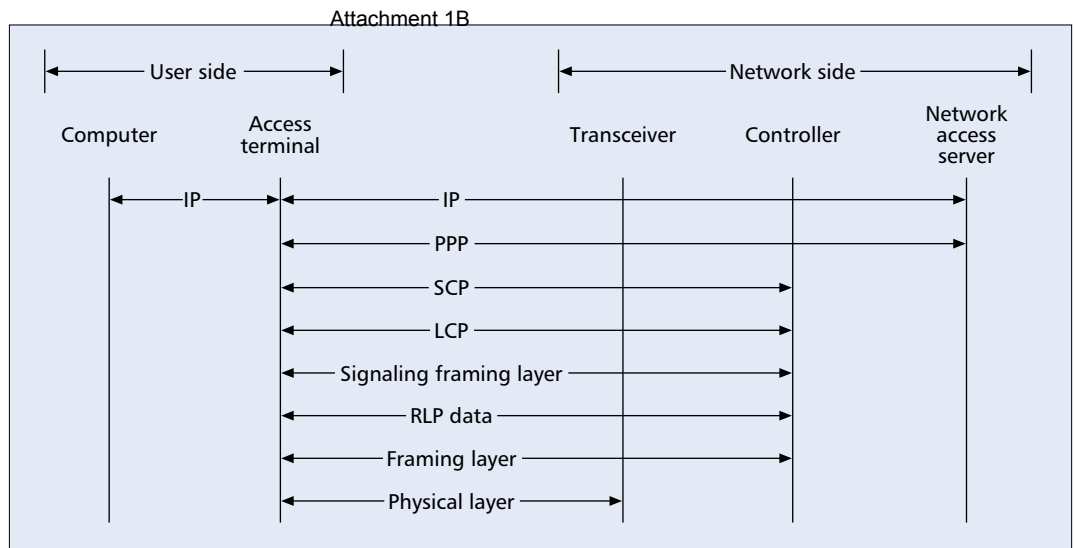 Attachment 1B
User side
Network side
Computer
Access
terminal
Transceiver
Controller
Network
access
server
IP
IP
PPP
SCP
LCP
Signaling framing layer
RLP data
Framing layer
Physical layer